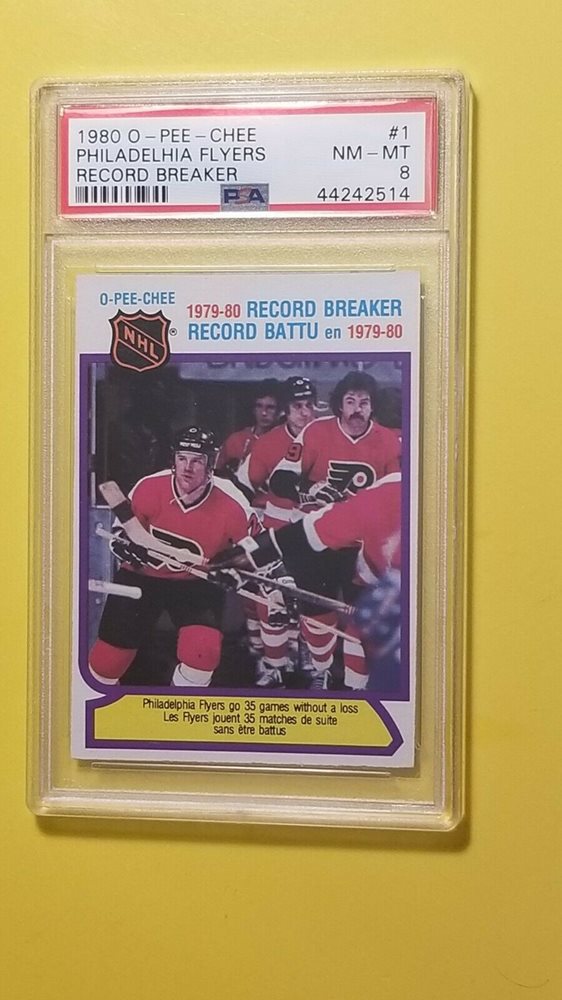 1980 O-PEE-CHEE #1
PHILADELHIA FLYERS NM-MT
RECORD BREAKER 8
PSA 44242514
O-PEE-CHEE
1979-80 RECORD BREAKER
RECORD BATTU en 1979-80
NHL®
9
Philadelphia Flyers go 35 games without a loss
Les Flyers jouent 35 matches de suite
sans être battus